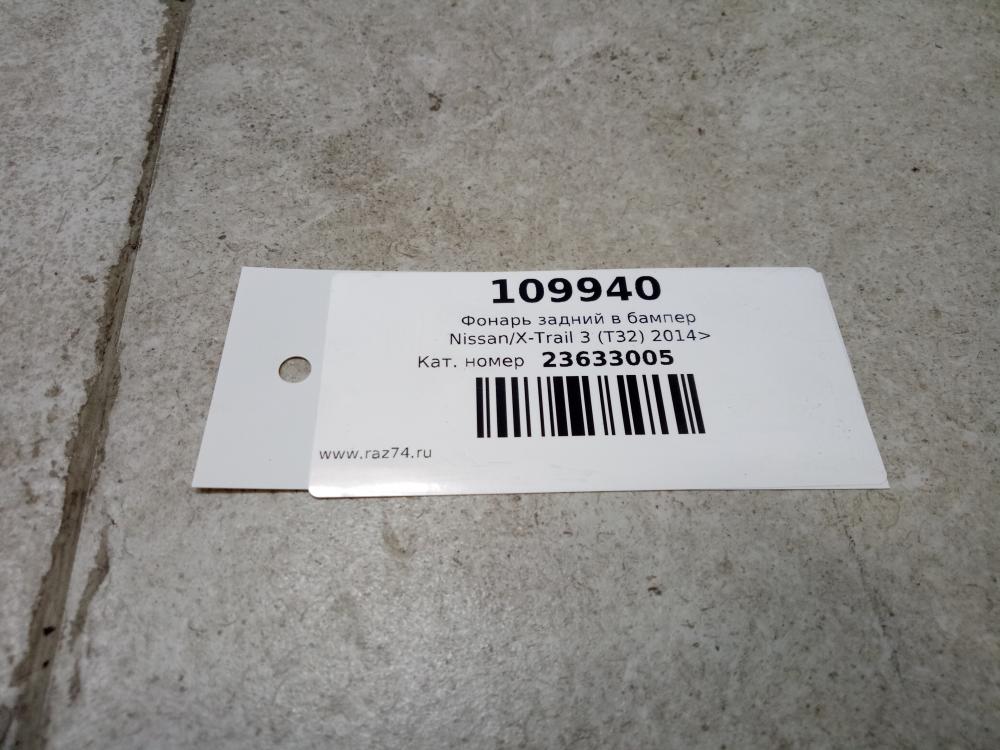 109940
Фонарь задний в бампер
Nissan/X-Trail 3 (T32) 2014>
Кат. номер 23633005
www.raz74.ru